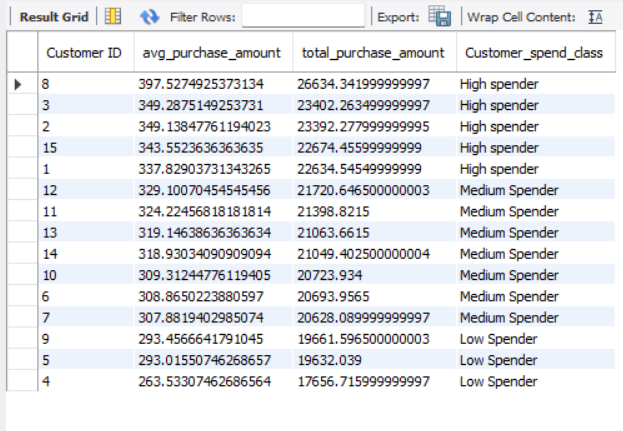 Result Grid Filter Rows: Export: Wrap Cell Content:
Customer ID avg_purchase_amount total_purchase_amount Customer_spend_class
8 397.5274925373134 26634.341999999997 High spender
3 349.2875149253731 23402.263499999997 High spender
2 349.13847761194023 23392.277999999995 High spender
15 343.5523636363635 22674.45599999999 High spender
1 337.82903731343265 22634.54549999999 High spender
12 329.10070454545456 21720.646500000003 Medium Spender
11 324.22456818181814 21398.8215 Medium Spender
13 319.14638636363634 21063.6615 Medium Spender
14 318.93034090909094 21049.402500000004 Medium Spender
10 309.31244776119405 20723.934 Medium Spender
6 308.8650223880597 20693.9565 Medium Spender
7 307.8819402985074 20628.089999999997 Medium Spender
9 293.4566641791045 19661.596500000003 Low Spender
5 293.01550746268657 19632.039 Low Spender
4 263.53307462686564 17656.715999999997 Low Spender